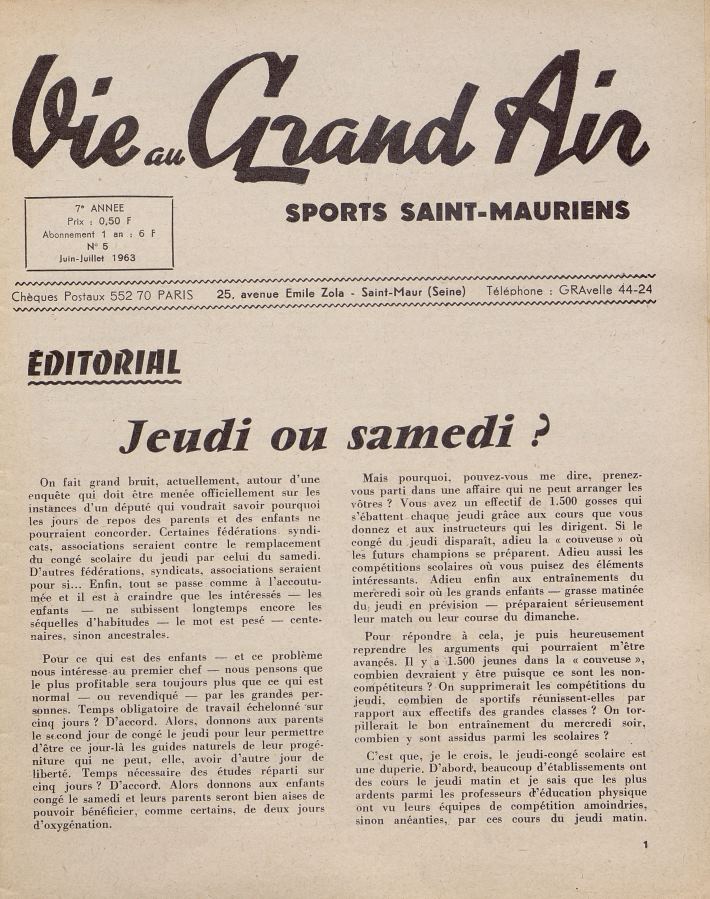 Vie au Grand Air
SPORTS SAINT-MAURIENS
7e ANNEE
Prix : 0,50 F
Abonnement 1 an : 6 F
N° 5
Juin-Juillet 1963
Chèques Postaux 552 70 PARIS 25, avenue Emile Zola - Saint-Maur (Seine) Téléphone : GRAvelle 44-24
ÉDITORIAL
Jeudi ou samedi ?
On fait grand bruit, actuellement, autour d'une
enquête qui doit être menée officiellement sur les
instances d'un député qui voudrait savoir pourquoi
les jours de repos des parents et des enfants ne
pourraient concorder. Certaines fédérations, syndi-
cats, associations seraient contre le remplacement
du congé scolaire du jeudi par celui du samedi.
D'autres fédérations, syndicats, associations seraient
pour si... Enfin, tout se passe comme à l'accoutu-
mée et il est à craindre que les intéressés — les
enfants — ne subissent longtemps encore les
séquelles d'habitudes — le mot est pesé — cente-
naires, sinon ancestrales.
Pour ce qui est des enfants — et ce problème
nous intéresse au premier chef — nous pensons que
le plus profitable sera toujours plus que ce qui est
normal — ou revendiqué — par les grandes per-
sonnes. Temps obligatoire de travail échelonné sur
cinq jours ? D'accord. Alors, donnons aux parents
le second jour de congé le jeudi pour leur permettre
d'être ce jour-là les guides naturels de leur progé-
niture qui ne peut, elle, avoir d'autre jour de
liberté. Temps nécessaire des études réparti sur
cinq jours ? D'accord. Alors donnons aux enfants
congé le samedi et leurs parents seront bien aises de
pouvoir bénéficier, comme certains, de deux jours
d'oxygénation.
Mais pourquoi, pouvez-vous me dire, prenez-
vous parti dans une affaire qui ne peut arranger les
vôtres ? Vous avez un effectif de 1.500 gosses qui
s'ébattent chaque jeudi grâce aux cours que vous
donnez et aux instructeurs qui les dirigent. Si le
congé du jeudi disparaît, adieu la « couveuse » où
les futurs champions se préparent. Adieu aussi les
compétitions scolaires où vous puisez des éléments
intéressants. Adieu enfin aux entraînements du
mercredi soir où les grands enfants — grasse matinée
du jeudi en prévision — préparaient sérieusement
leur match ou leur course du dimanche.
Pour répondre à cela, je puis heureusement
reprendre les arguments qui pourraient m'être
avancés. Il y a 1.500 jeunes dans la « couveuse »,
combien devraient y être puisque ce sont les non-
compétiteurs ? On supprimerait les compétitions du
jeudi, combien de sportifs réunissent-elles par
rapport aux effectifs des grandes classes ? On tor-
pillerait le bon entraînement du mercredi soir,
combien y sont assidus parmi les scolaires ?
C'est que, je le crois, le jeudi-congé scolaire est
une duperie. D'abord, beaucoup d'établissements ont
des cours le jeudi matin et je sais que les plus
ardents parmi les professeurs d'éducation physique
ont vu leurs équipes de compétition amoindries,
sinon anéanties, par ces cours du jeudi matin.
1